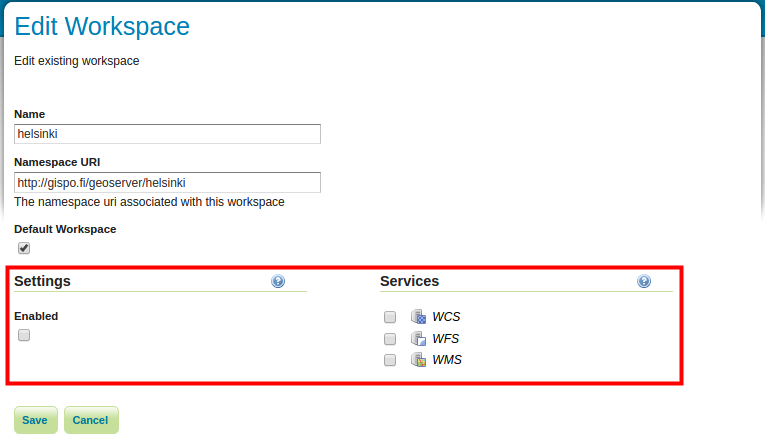 Edit Workspace
Edit existing workspace
Name
helsinki
Namespace URI
http://gispo.fi/geoserver/helsinki
The namespace uri associated with this workspace
Default Workspace
Settings
Services
Enabled
WCS
WFS
WMS
Save
Cancel